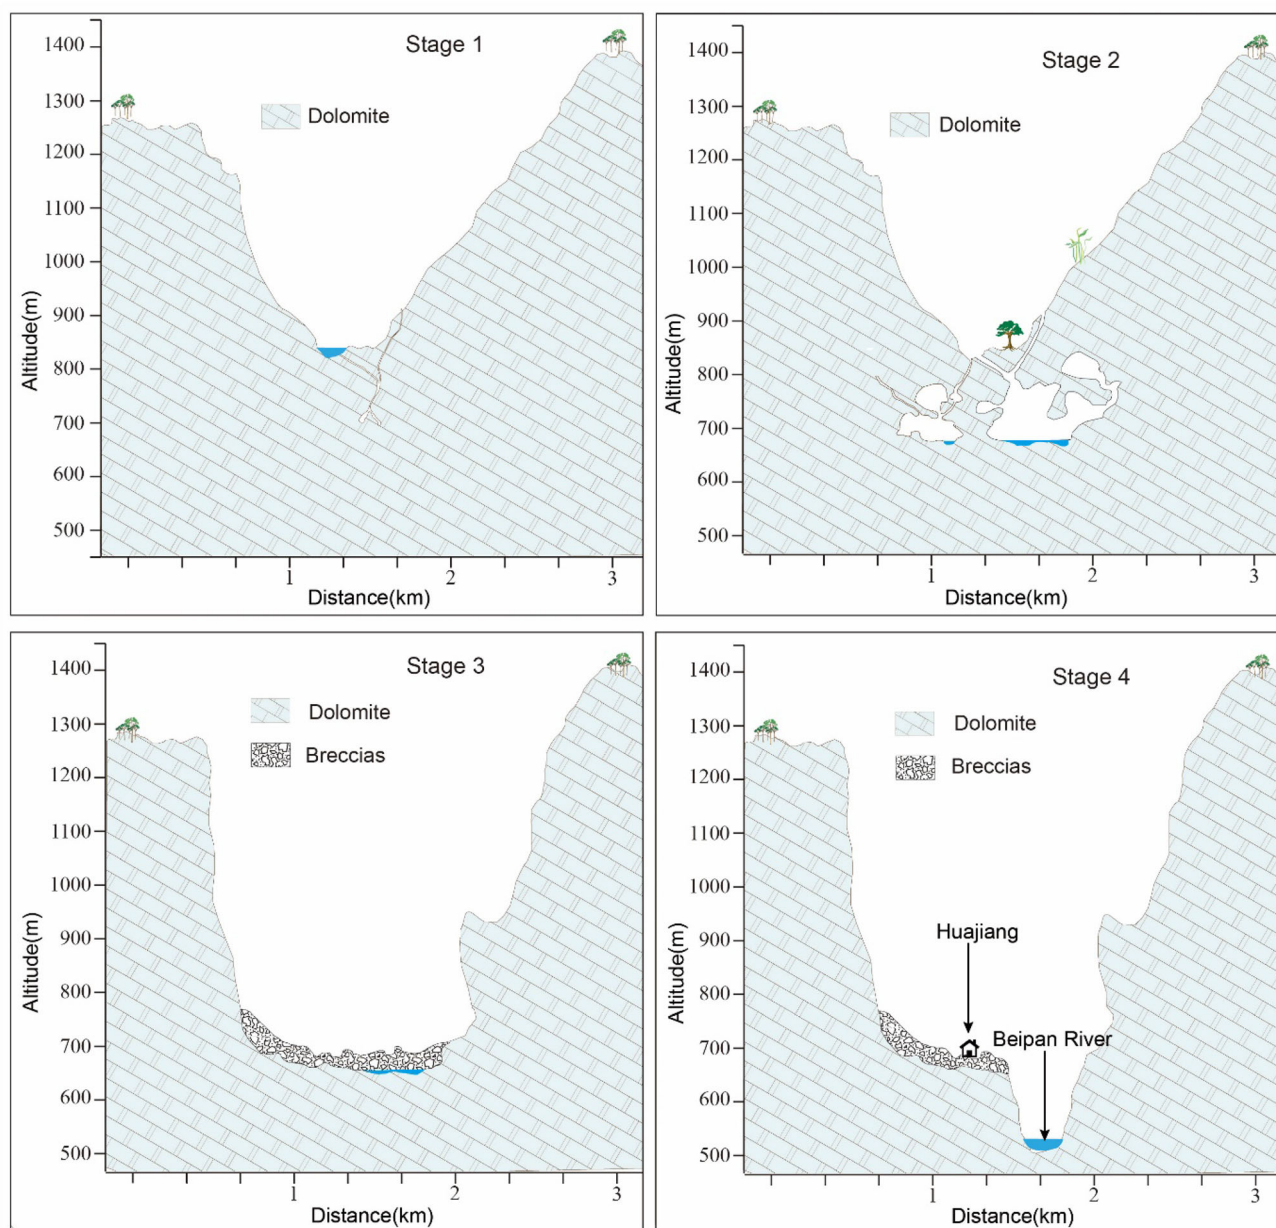 Stage 1
Dolomite
1400
1300
1200
1100
1000
900
800
700
600
500
Altitude(m)
1
2
3
Distance(km)
Stage 2
Dolomite
1400
1300
1200
1100
1000
900
800
700
600
500
Altitude(m)
1
2
3
Distance(km)
Stage 3
Dolomite
Breccias
1400
1300
1200
1100
1000
900
800
700
600
500
Altitude(m)
1
2
3
Distance(km)
Stage 4
Dolomite
Breccias
Huajiang
Beipan River
1400
1300
1200
1100
1000
900
800
700
600
500
Altitude(m)
1
2
3
Distance(km)